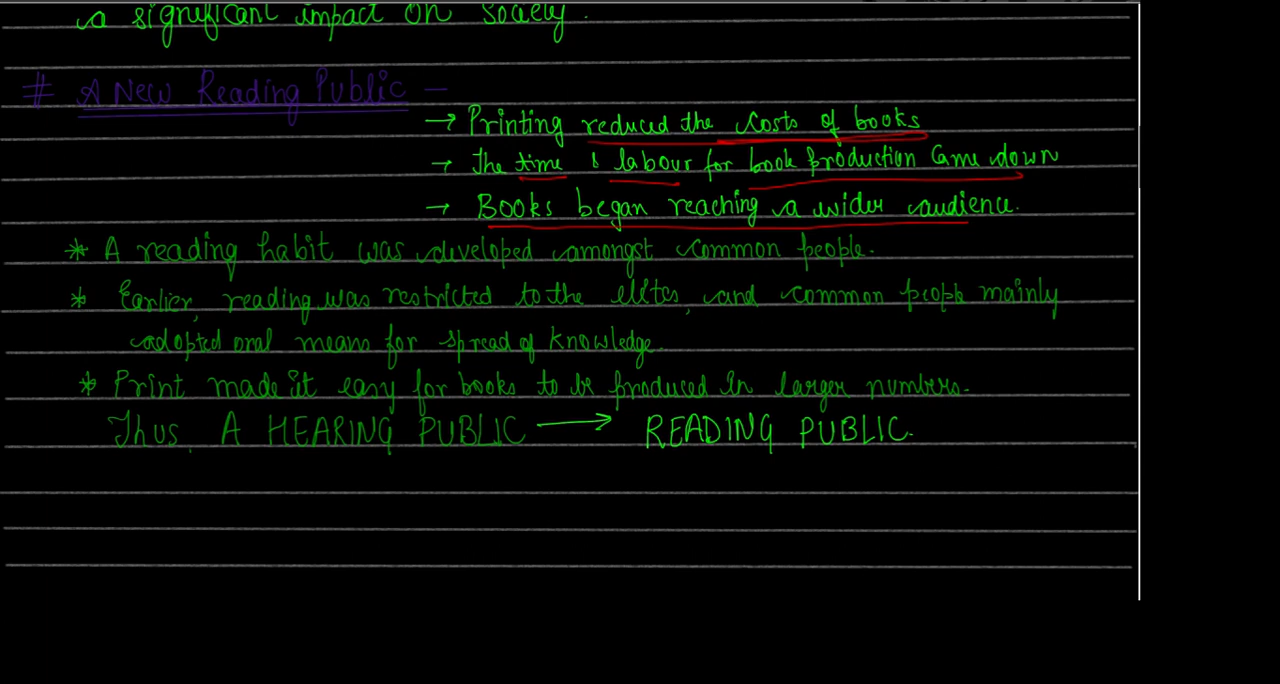 a significant impact on society.
# A New Reading Public —
→ Printing reduced the costs of books
→ The time & labour for book production came down
→ Books began reaching a wider audience.
* A reading habit was developed amongst common people.
* Earlier, reading was restricted to the elites, and common people mainly
adopted oral means for spread of knowledge.
* Print made it easy for books to be produced in larger numbers.
Thus, A HEARING PUBLIC → READING PUBLIC.